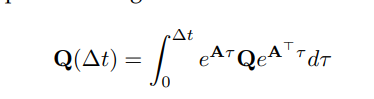 Q(Δt) = ∫₀^Δt e^{Aτ} Q e^{A^⊤ τ} dτ